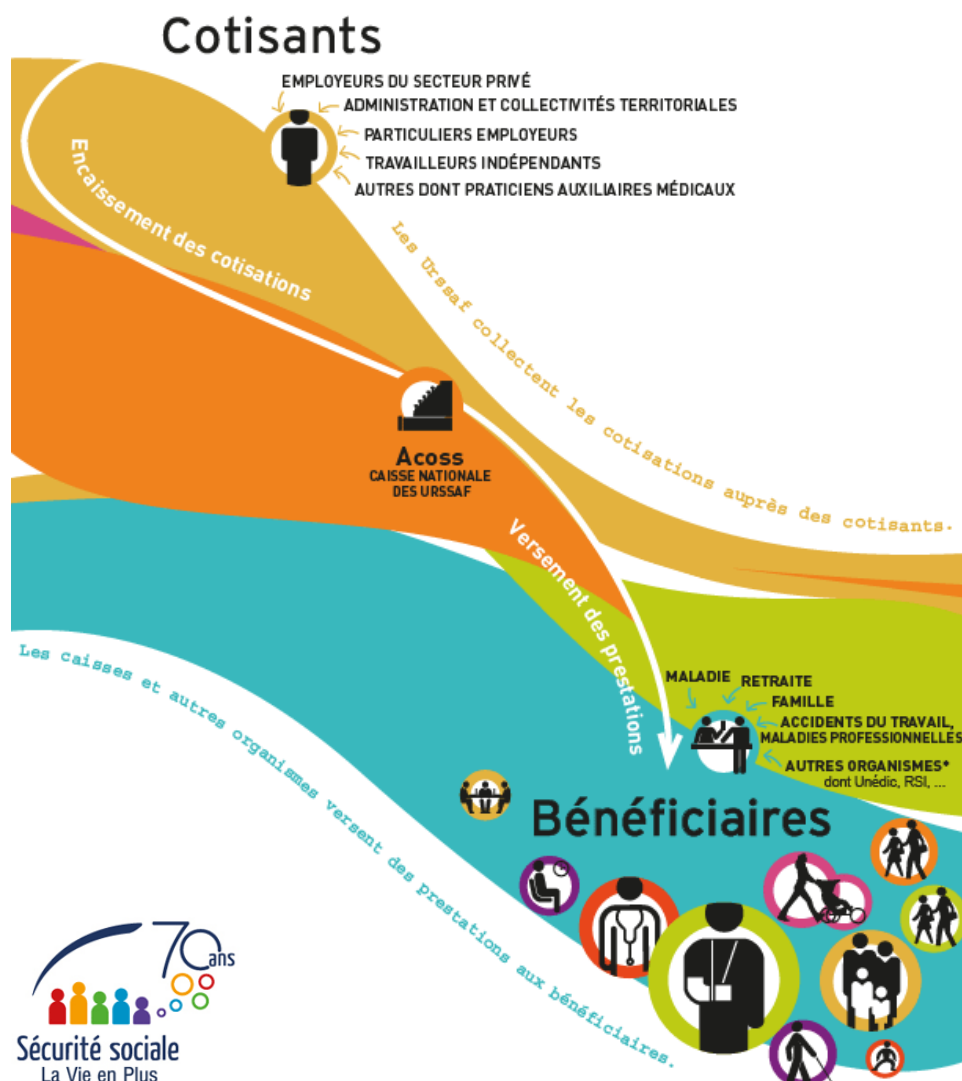 Cotisants
EMPLOYEURS DU SECTEUR PRIVÉ
ADMINISTRATION ET COLLECTIVITÉS TERRITORIALES
PARTICULIERS EMPLOYEURS
TRAVAILLEURS INDÉPENDANTS
AUTRES DONT PRATICIENS AUXILIAIRES MÉDICAUX
Encaissement des cotisations
Les Urssaf collectent les cotisations auprès des cotisants.
Acoss
CAISSE NATIONALE
DES URSSAF
Versement des prestations
Les caisses et autres organismes versent des prestations aux bénéficiaires.
MALADIE
RETRAITE
FAMILLE
ACCIDENTS DU TRAVAIL,
MALADIES PROFESSIONNELLES
AUTRES ORGANISMES*
dont Unédic, RSI, ...
Bénéficiaires
70ans
Sécurité sociale
La Vie en Plus